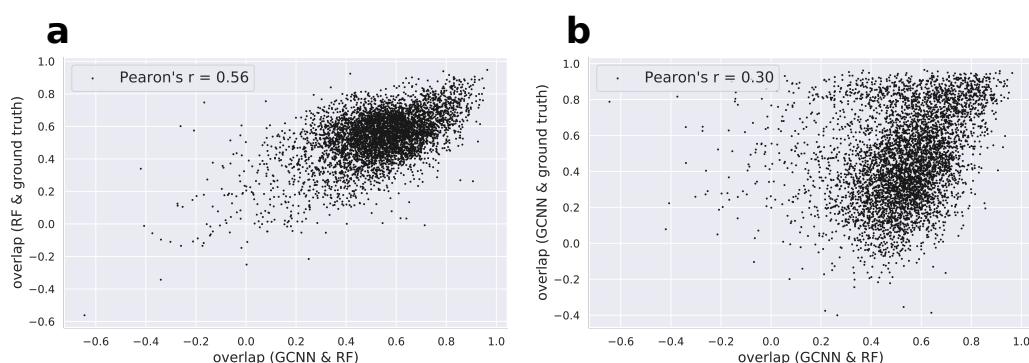 a
Pearon's r = 0.56
1.0
0.8
0.6
0.4
0.2
0.0
−0.2
−0.4
−0.6
overlap (RF & ground truth)
−0.6 −0.4 −0.2 0.0 0.2 0.4 0.6 0.8 1.0
overlap (GCNN & RF)
b
Pearon's r = 0.30
1.0
0.8
0.6
0.4
0.2
0.0
−0.2
−0.4
overlap (GCNN & ground truth)
−0.6 −0.4 −0.2 0.0 0.2 0.4 0.6 0.8 1.0
overlap (GCNN & RF)